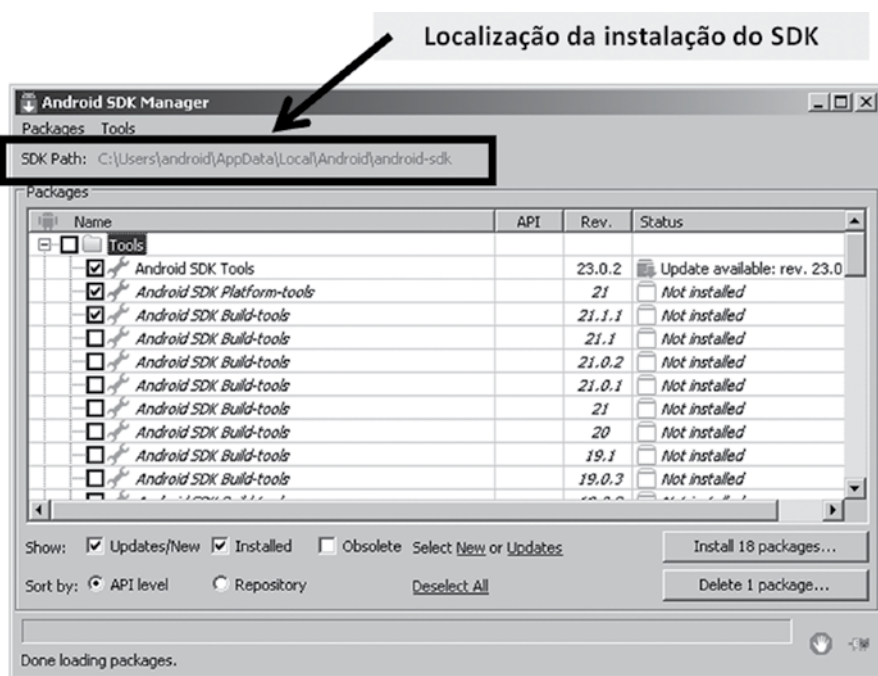 Localização da instalação do SDK
Android SDK Manager
Packages Tools
SDK Path: C:\Users\android\AppData\Local\Android\android-sdk
Packages
Name API Rev. Status
Tools
Android SDK Tools 23.0.2 Update available: rev. 23.0
Android SDK Platform-tools 21 Not installed
Android SDK Build-tools 21.1.1 Not installed
Android SDK Build-tools 21.1 Not installed
Android SDK Build-tools 21.0.2 Not installed
Android SDK Build-tools 21.0.1 Not installed
Android SDK Build-tools 21 Not installed
Android SDK Build-tools 20 Not installed
Android SDK Build-tools 19.1 Not installed
Android SDK Build-tools 19.0.3 Not installed
Show: Updates/New Installed Obsolete Select New or Updates Install 18 packages...
Sort by: API level Repository Deselect All Delete 1 package...
Done loading packages.